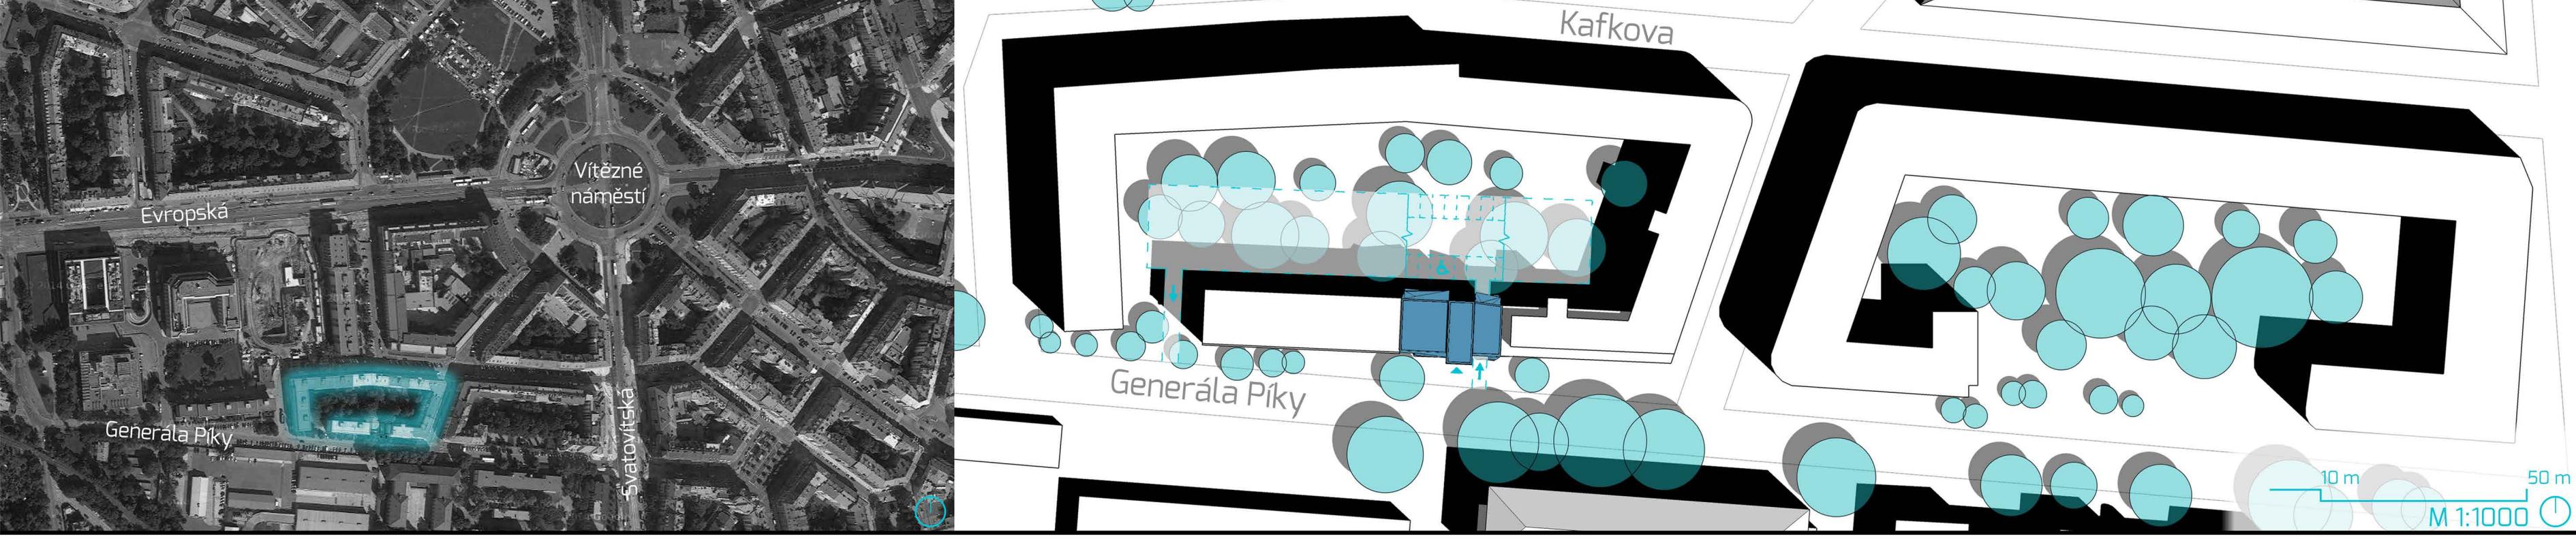 Vítězné
náměstí
Evropská
Generála Píky
Svatovítská
Kafkova
Generála Píky
10 m
50 m
M 1:1000